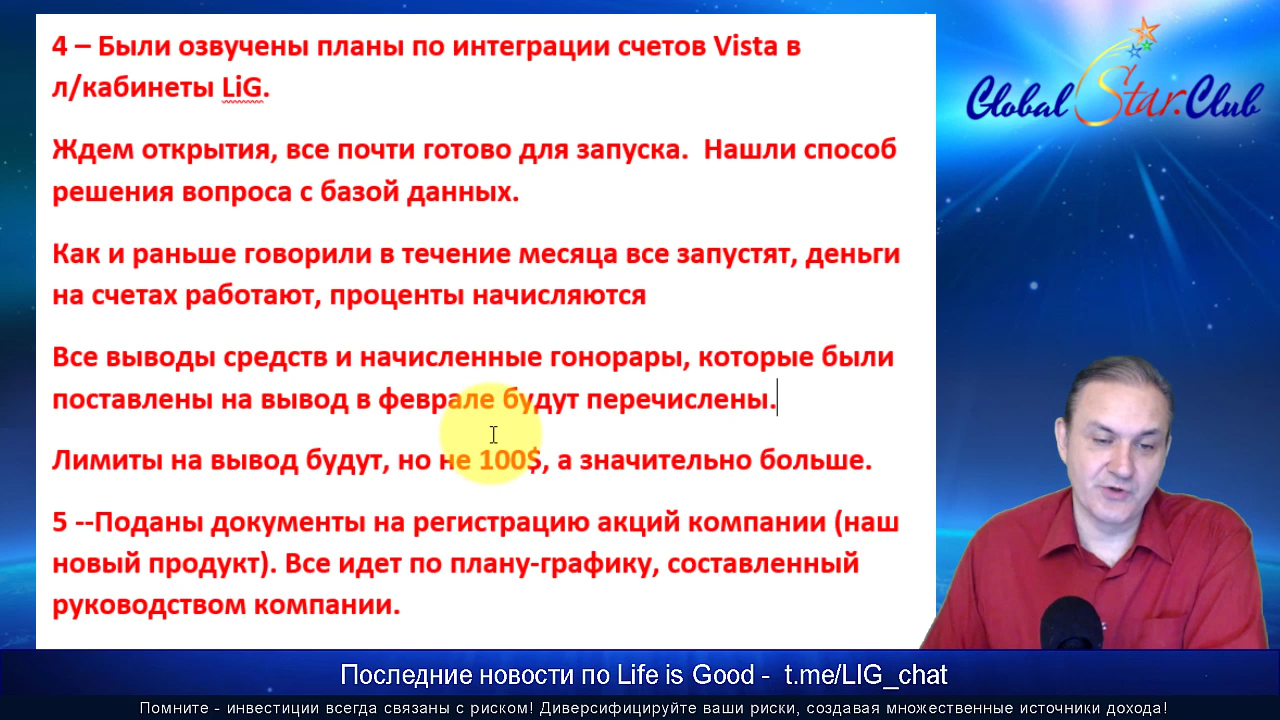 4 – Были озвучены планы по интеграции счетов Vista в
л/кабинеты LiG.
Ждем открытия, все почти готово для запуска.  Нашли способ
решения вопроса с базой данных.
Как и раньше говорили в течение месяца все запустят, деньги
на счетах работают, проценты начисляются
Все выводы средств и начисленные гонорары, которые были
поставлены на вывод в феврале будут перечислены.
Лимиты на вывод будут, но не 100$, а значительно больше.
5 --Поданы документы на регистрацию акций компании (наш
новый продукт). Все идет по плану-графику, составленный
руководством компании.
Global Star.Club
Последние новости по Life is Good -  t.me/LIG_chat
Помните - инвестиции всегда связаны с риском! Диверсифицируйте ваши риски, создавая множественные источники дохода!